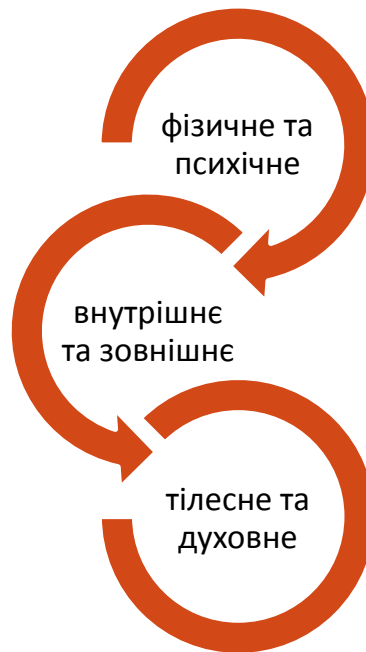 фізичне та
психічне
внутрішнє
та зовнішнє
тілесне та
духовне